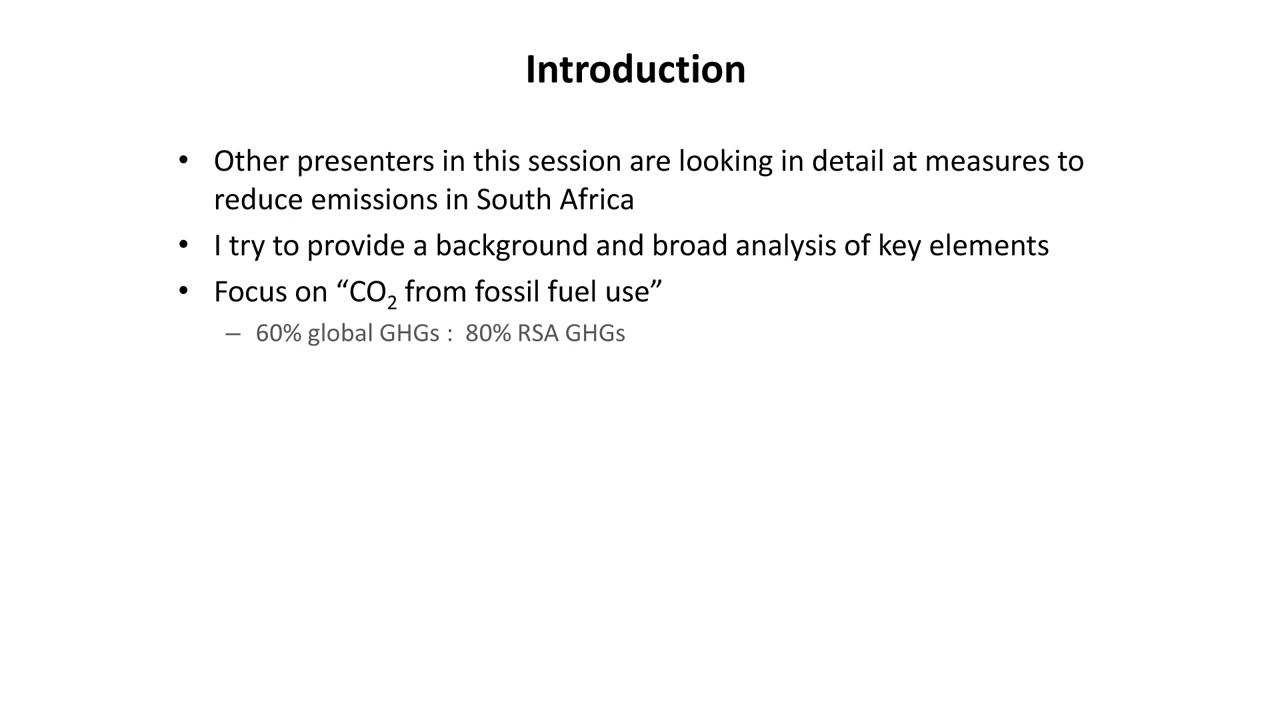 Introduction
• Other presenters in this session are looking in detail at measures to
reduce emissions in South Africa
• I try to provide a background and broad analysis of key elements
• Focus on “CO₂ from fossil fuel use”
– 60% global GHGs :  80% RSA GHGs